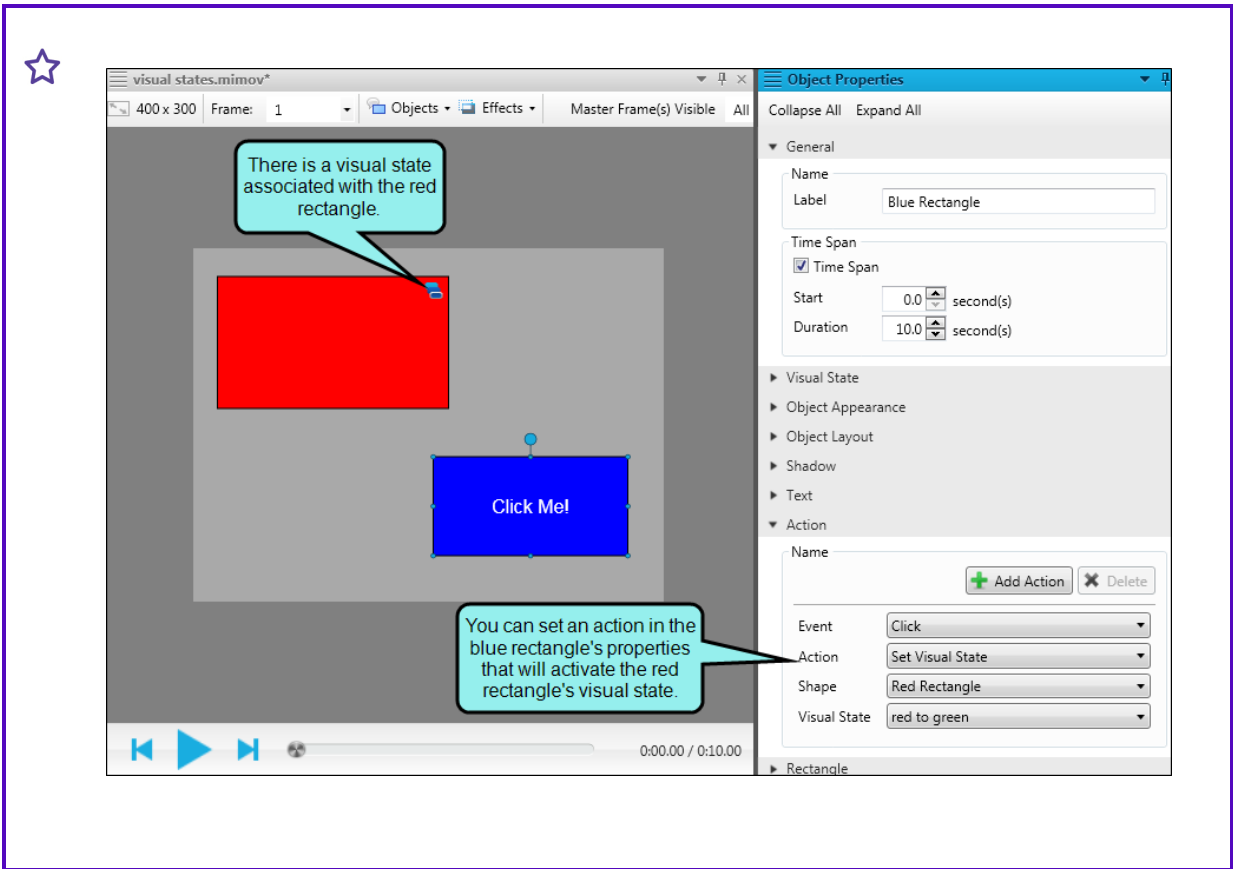 visual states.mimov*
400 x 300 Frame: 1 Objects Effects Master Frame(s) Visible All
There is a visual state
associated with the red
rectangle.
Click Me!
You can set an action in the
blue rectangle's properties
that will activate the red
rectangle's visual state.
0:00.00 / 0:10.00
Object Properties
Collapse All Expand All
General
Name
Label Blue Rectangle
Time Span
Time Span
Start 0.0 second(s)
Duration 10.0 second(s)
Visual State
Object Appearance
Object Layout
Shadow
Text
Action
Name
Add Action Delete
Event Click
Action Set Visual State
Shape Red Rectangle
Visual State red to green
Rectangle